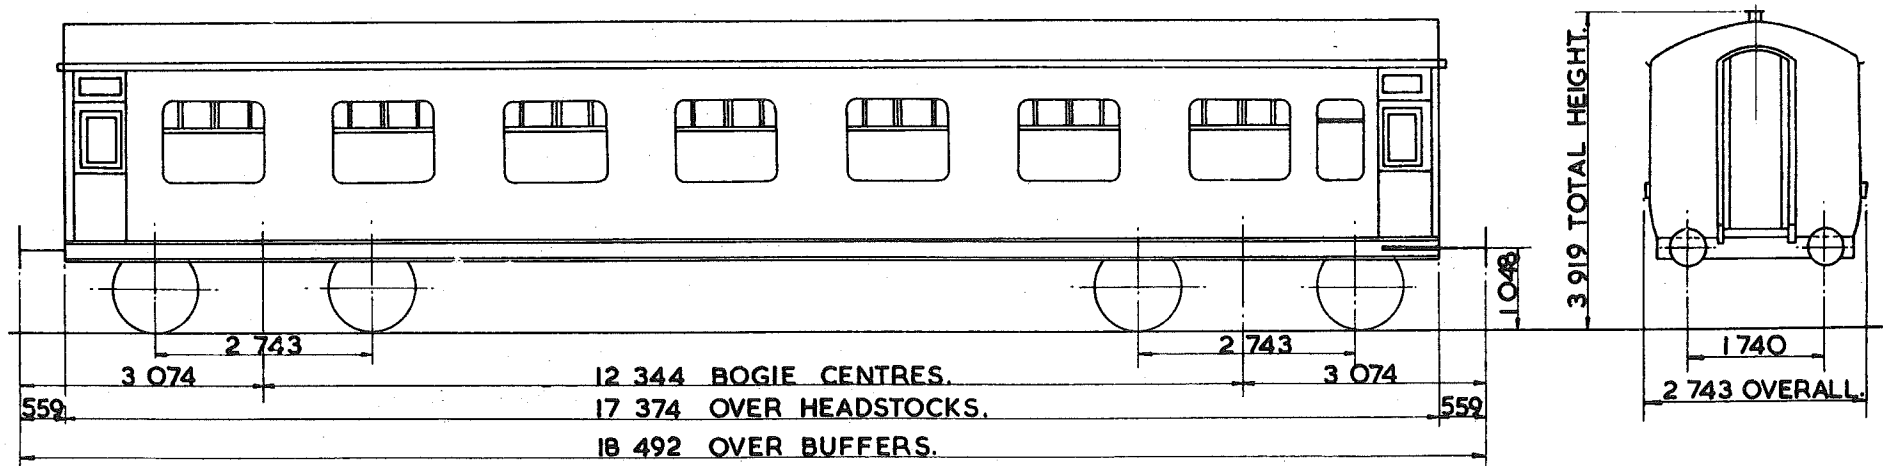 3 919 TOTAL HEIGHT.
1 048
2 743
2 743
1 740
3 074
12 344 BOGIE CENTRES.
3 074
2 743 OVERALL.
559
17 374 OVER HEADSTOCKS.
559
18 492 OVER BUFFERS.